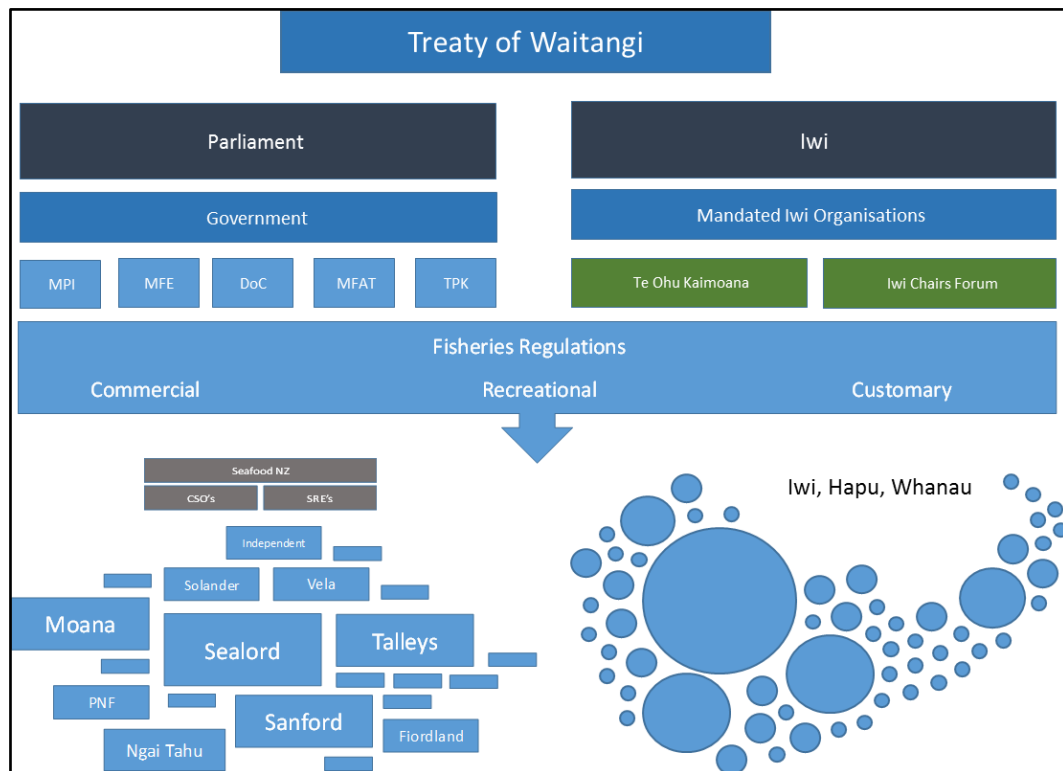 Treaty of Waitangi
Parliament
Iwi
Government
Mandated Iwi Organisations
MPI
MFE
DoC
MFAT
TPK
Te Ohu Kaimoana
Iwi Chairs Forum
Fisheries Regulations
Commercial
Recreational
Customary
Seafood NZ
CSO's
SRE's
Iwi, Hapu, Whanau
Independent
Solander
Vela
Moana
Sealord
Talleys
PNF
Sanford
Ngai Tahu
Fiordland